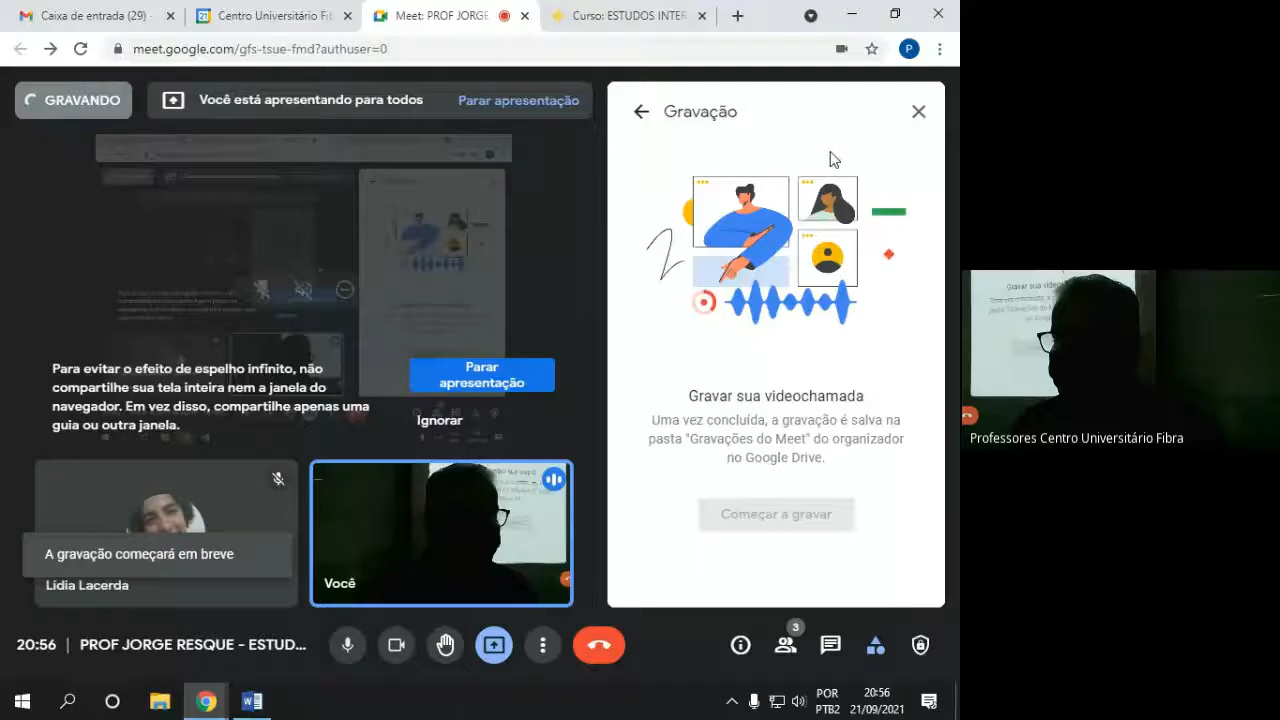 Caixa de entrada (29) -
Centro Universitário Fi
Meet: PROF JORGE
Curso: ESTUDOS INTER
meet.google.com/gfs-tsue-fmd?authuser=0
P
GRAVANDO
Você está apresentando para todos
Parar apresentação
Gravação
Para evitar o efeito de espelho infinito, não
compartilhe sua tela inteira nem a janela do
navegador. Em vez disso, compartilhe apenas uma
guia ou outra janela.
Parar
apresentação
Ignorar
Gravar sua videochamada
Uma vez concluída, a gravação é salva na
pasta "Gravações do Meet" do organizador
no Google Drive.
Começar a gravar
A gravação começará em breve
Lidia Lacerda
Você
Gravar sua
Professores Centro Universitário Fibra
20:56 | PROF JORGE RESQUE - ESTUD...
3
POR
PTB2
20:56
21/09/2021